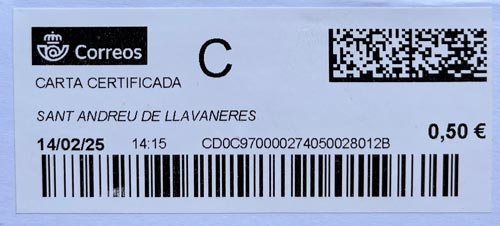 Correos
C
CARTA CERTIFICADA
SANT ANDREU DE LLAVANERES
0,50 €
14/02/25 14:15 CD0C970000274050028012B